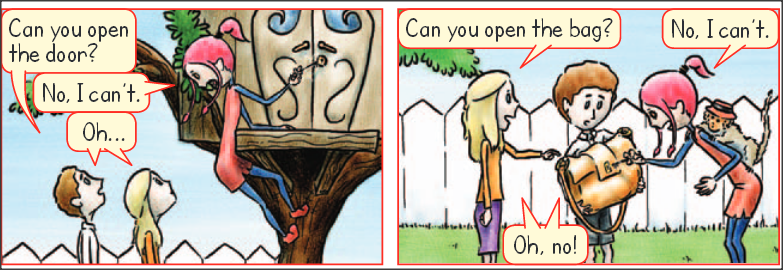 Can you open
the door?
No, I can't.
Oh...
Can you open the bag?
No, I can't.
Oh, no!